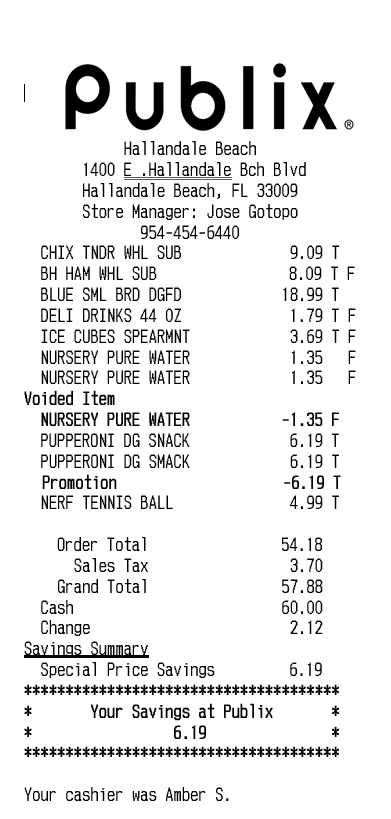 Publix®
Hallandale Beach
1400 E .Hallandale Bch Blvd
Hallandale Beach, FL 33009
Store Manager: Jose Gotopo
954-454-6440
CHIX TNDR WHL SUB 9.09 T
BH HAM WHL SUB 8.09 T F
BLUE SML BRD DGFD 18.99 T
DELI DRINKS 44 OZ 1.79 T F
ICE CUBES SPEARMNT 3.69 T F
NURSERY PURE WATER 1.35 F
NURSERY PURE WATER 1.35 F
Voided Item
NURSERY PURE WATER -1.35 F
PUPPERONI DG SNACK 6.19 T
PUPPERONI DG SMACK 6.19 T
Promotion -6.19 T
NERF TENNIS BALL 4.99 T
Order Total 54.18
Sales Tax 3.70
Grand Total 57.88
Cash 60.00
Change 2.12
Savings Summary
Special Price Savings 6.19
**************************************
* Your Savings at Publix *
* 6.19 *
**************************************
Your cashier was Amber S.